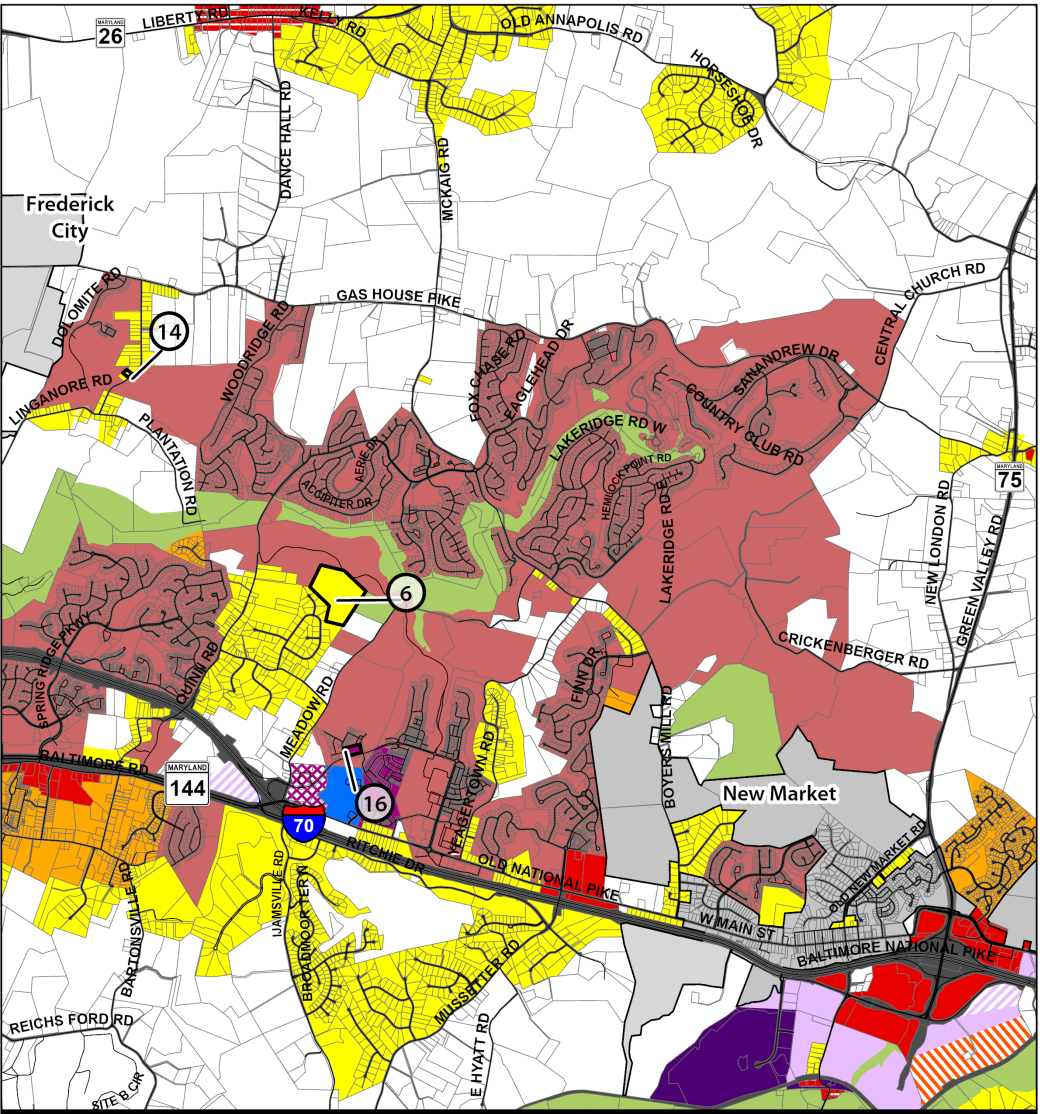 LIBERTY RD
KELLY RD
OLD ANNAPOLIS RD
MARYLAND
26
HORSESHOE DR
DANCE HALL RD
MCKAIG RD
Frederick
City
DOLOMITE RD
GAS HOUSE PIKE
CENTRAL CHURCH RD
14
WOODRIDGE RD
FOX CHASE RD
EAGLEHEAD DR
SANANDREW DR
LINGANORE RD
COUNTRY CLUB RD
PLANTATION RD
LAKERIDGE RD W
AERIE DR
HEMLOCK POINT RD
ACCIPITER DR
MARYLAND
75
LAKERIDGE RD E
NEW LONDON RD
GREEN VALLEY RD
6
SPRING RIDGE PKWY
QUINN RD
CRICKENBERGER RD
FINN DR
MEADOW RD
BOYERS MILL RD
EAGERTOWN RD
BALTIMORE RD
MARYLAND
144
New Market
16
70
RITCHIE DR
OLD NATIONAL PIKE
OLD NEW MARKET RD
IJAMSVILLE RD
BARTONSVILLE RD
BROADMOOR TER N
W MAIN ST
BALTIMORE NATIONAL PIKE
MUSSETTER RD
REICHS FORD RD
E HYATT RD
SITE B CIR